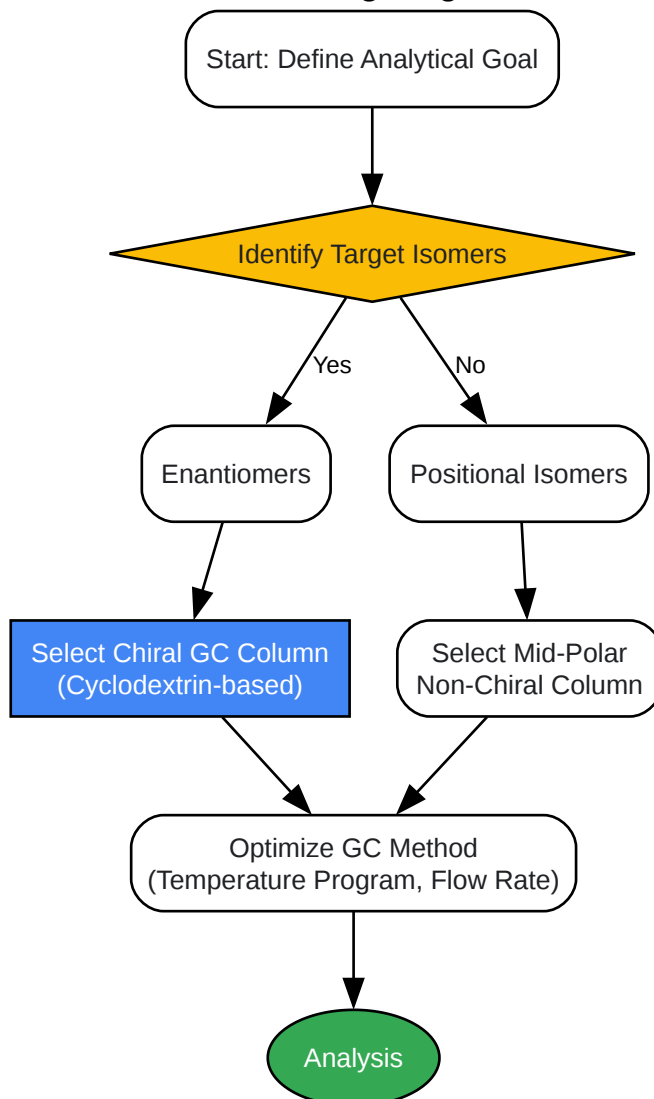 Start: Define Analytical Goal
Identify Target Isomers
Yes
No
Enantiomers
Positional Isomers
Select Chiral GC Column
(Cyclodextrin-based)
Select Mid-Polar
Non-Chiral Column
Optimize GC Method
(Temperature Program, Flow Rate)
Analysis